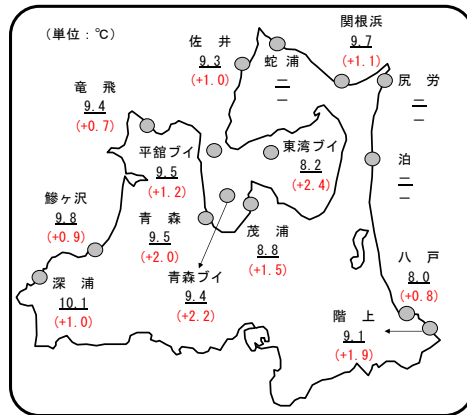 (単位：℃)
関根浜
9.7
(+1.1)
佐 井
9.3
(+1.0)
蛇 浦
―
―
尻 労
―
―
竜 飛
9.4
(+0.7)
平舘ブイ
9.5
(+1.2)
東湾ブイ
8.2
(+2.4)
泊
―
―
鰺ヶ沢
9.8
(+0.9)
青 森
9.5
(+2.0)
茂 浦
8.8
(+1.5)
深 浦
10.1
(+1.0)
青森ブイ
9.4
(+2.2)
八 戸
8.0
(+0.8)
階 上
9.1
(+1.9)